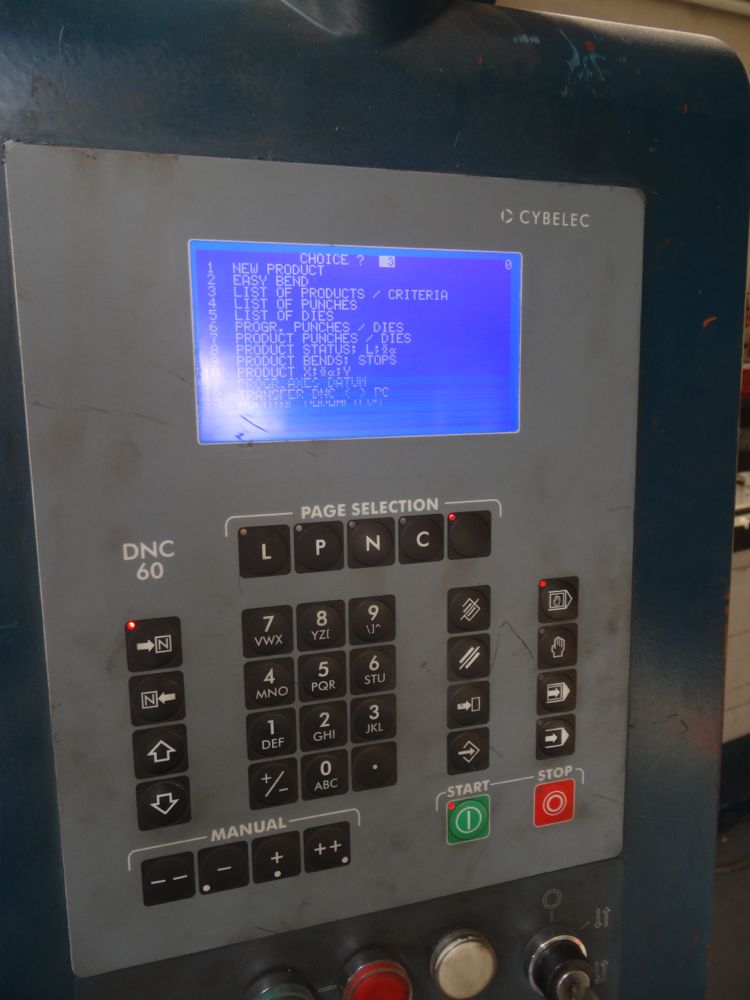 CYBELEC
CHOICE ? 3 0
1 NEW PRODUCT
2 EASY BEND
3 LIST OF PRODUCTS / CRITERIA
4 LIST OF PUNCHES
5 LIST OF DIES
6 PROGR. PUNCHES / DIES
7 PRODUCT PUNCHES / DIES
8 PRODUCT STATUS; L;§α
9 PRODUCT BENDS; STOPS
10 PRODUCT X;§α;Y
AXES DATUM
TRANSFER DNC ( ) PC
PAGE SELECTION
L P N C
DNC
60
N
N
7 8 9
VWX YZ[ \]^
4 5 6
MNO PQR STU
1 2 3
DEF GHI JKL
+/- 0 .
ABC
START STOP
MANUAL
-- - + ++